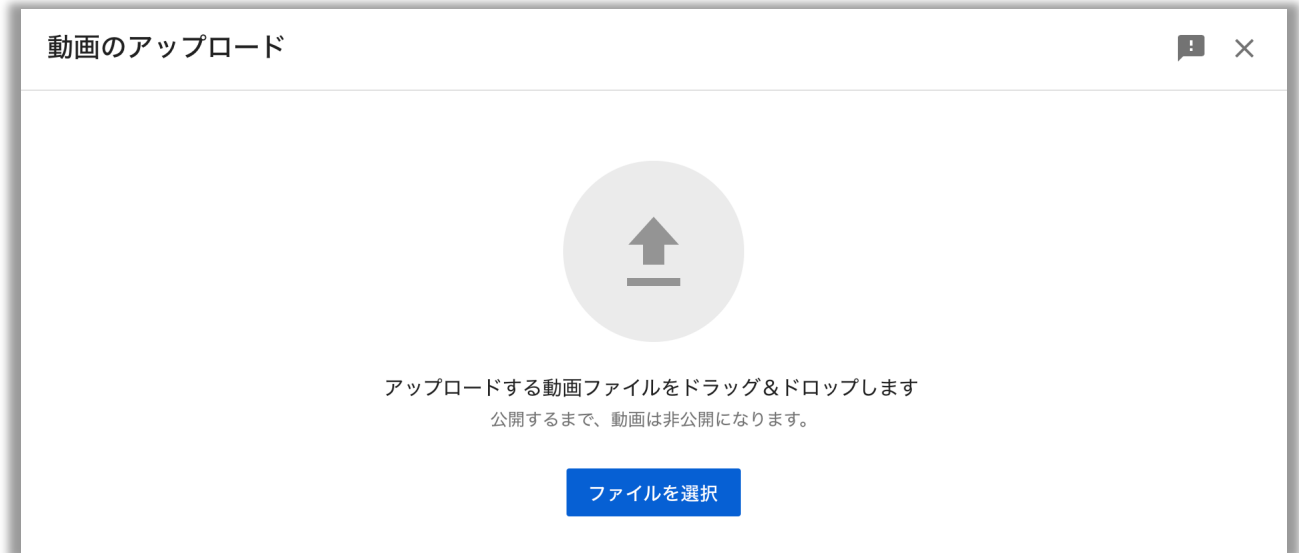 動画のアップロード
アップロードする動画ファイルをドラッグ&ドロップします
公開するまで、動画は非公開になります。
ファイルを選択